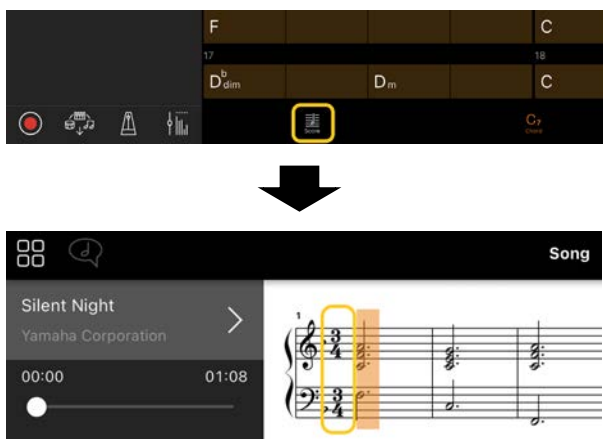 F C
17 18
D♭dim Dm C
Score C7
Chord
Song
Silent Night
Yamaha Corporation
00:00 01:08
1
3 4
3 4